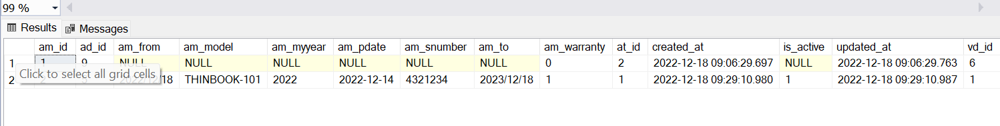 99 %
Results Messages
am_id ad_id am_from am_model am_myyear am_pdate am_snumber am_to am_warranty at_id created_at is_active updated_at vd_id
1 1 9 NULL NULL NULL NULL NULL NULL 0 2 2022-12-18 09:06:29.697 NULL 2022-12-18 09:06:29.763 6
Click to select all grid cells
2 2022/12/18 THINBOOK-101 2022 2022-12-14 4321234 2023/12/18 1 1 2022-12-18 09:29:10.980 1 2022-12-18 09:29:10.987 1